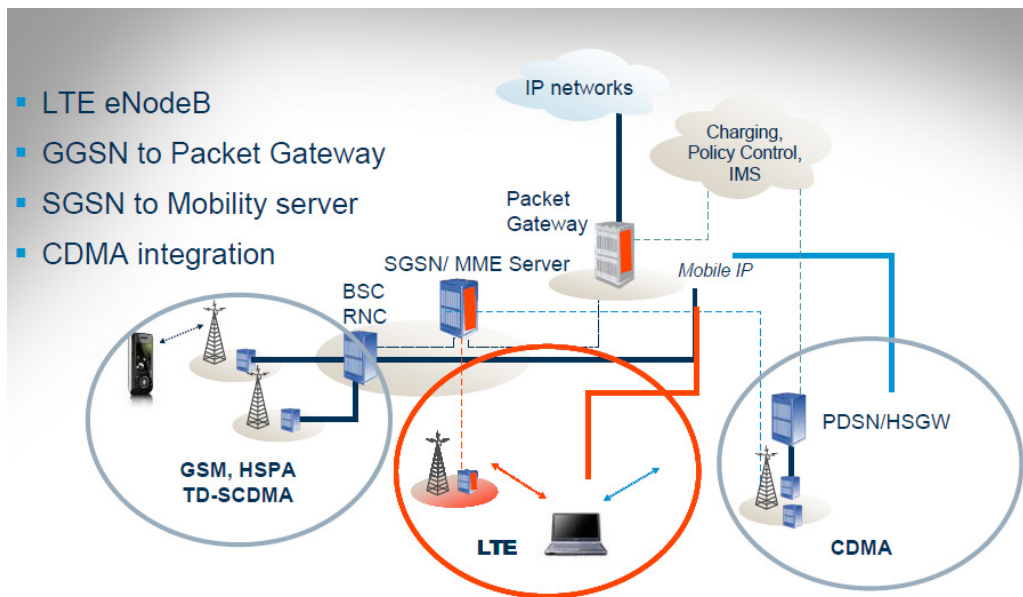 LTE eNodeB
GGSN to Packet Gateway
SGSN to Mobility server
CDMA integration
IP networks
Charging,
Policy Control,
IMS
Packet
Gateway
SGSN/ MME Server
Mobile IP
BSC
RNC
PDSN/HSGW
GSM, HSPA
TD-SCDMA
LTE
CDMA